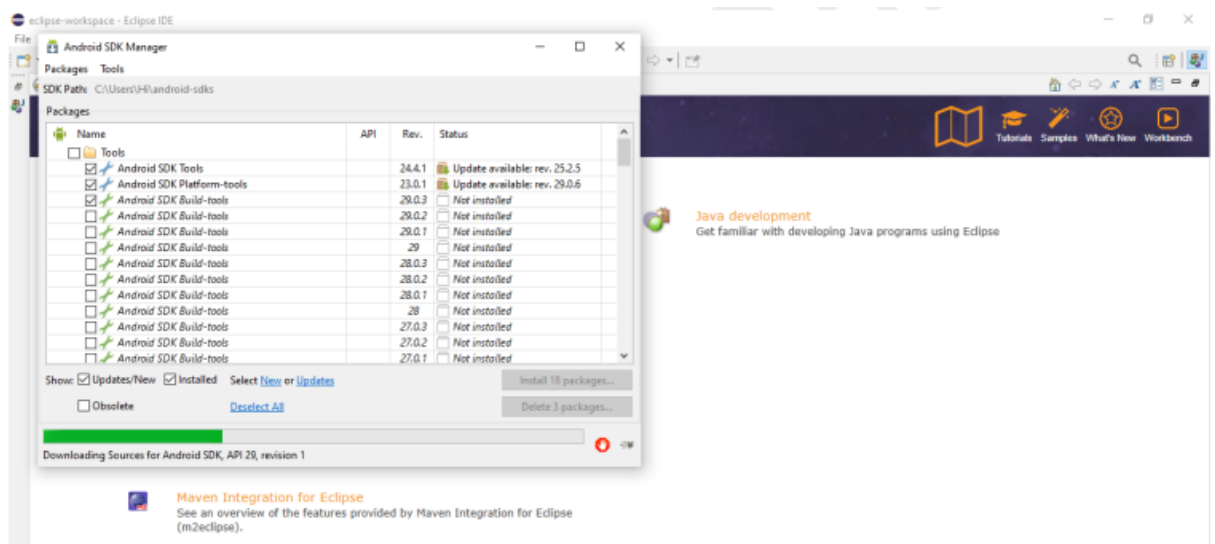 eclipse-workspace - Eclipse IDE
File
Android SDK Manager
Packages Tools
SDK Path: C:\Users\Hi\android-sdks
Packages
Name API Rev. Status
Tools
Android SDK Tools 24.4.1 Update available: rev. 25.2.5
Android SDK Platform-tools 23.0.1 Update available: rev. 29.0.6
Android SDK Build-tools 29.0.3 Not installed
Android SDK Build-tools 29.0.2 Not installed
Android SDK Build-tools 29.0.1 Not installed
Android SDK Build-tools 29 Not installed
Android SDK Build-tools 28.0.3 Not installed
Android SDK Build-tools 28.0.2 Not installed
Android SDK Build-tools 28.0.1 Not installed
Android SDK Build-tools 28 Not installed
Android SDK Build-tools 27.0.3 Not installed
Android SDK Build-tools 27.0.2 Not installed
Android SDK Build-tools 27.0.1 Not installed
Show: Updates/New Installed Select New or Updates Install 18 packages...
Obsolete Deselect All Delete 3 packages...
Downloading Sources for Android SDK, API 29, revision 1
Tutorials Samples What's New Workbench
Java development
Get familiar with developing Java programs using Eclipse
Maven Integration for Eclipse
See an overview of the features provided by Maven Integration for Eclipse
(m2eclipse).